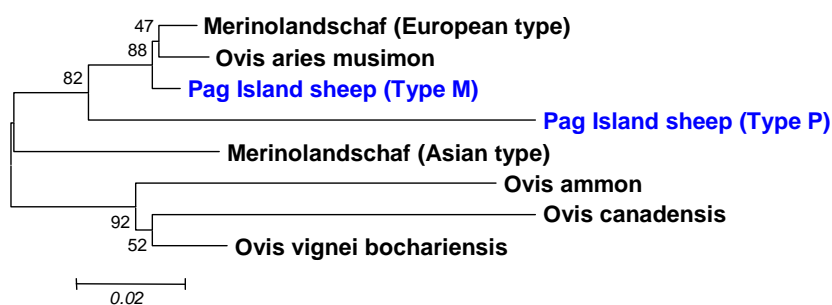 47
Merinolandschaf (European type)
88
Ovis aries musimon
82
Pag Island sheep (Type M)
Pag Island sheep (Type P)
Merinolandschaf (Asian type)
Ovis ammon
92
Ovis canadensis
52
Ovis vignei bochariensis
0.02